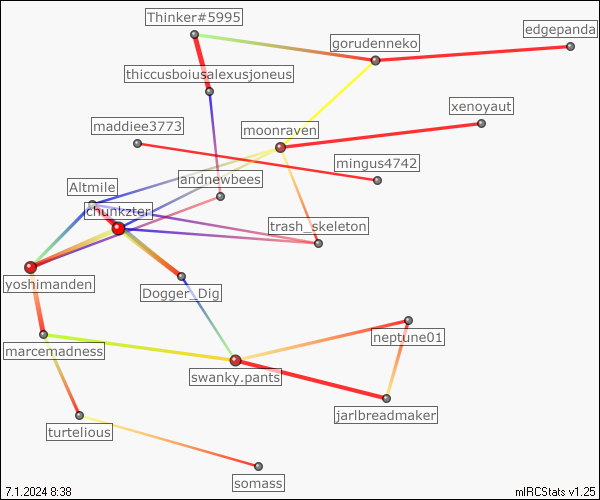 Thinker#5995
edgepanda
gorudenneko
thiccusboiusalexusjoneus
xenoyaut
maddiee3773
moonraven
mingus4742
andnewbees
Altmile
chunkzter
trash_skeleton
yoshimanden
Dogger_Dig
neptune01
marcemadness
swanky.pants
jarlbreadmaker
turtelious
somass
7.1.2024 8:38
mIRCStats v1.25